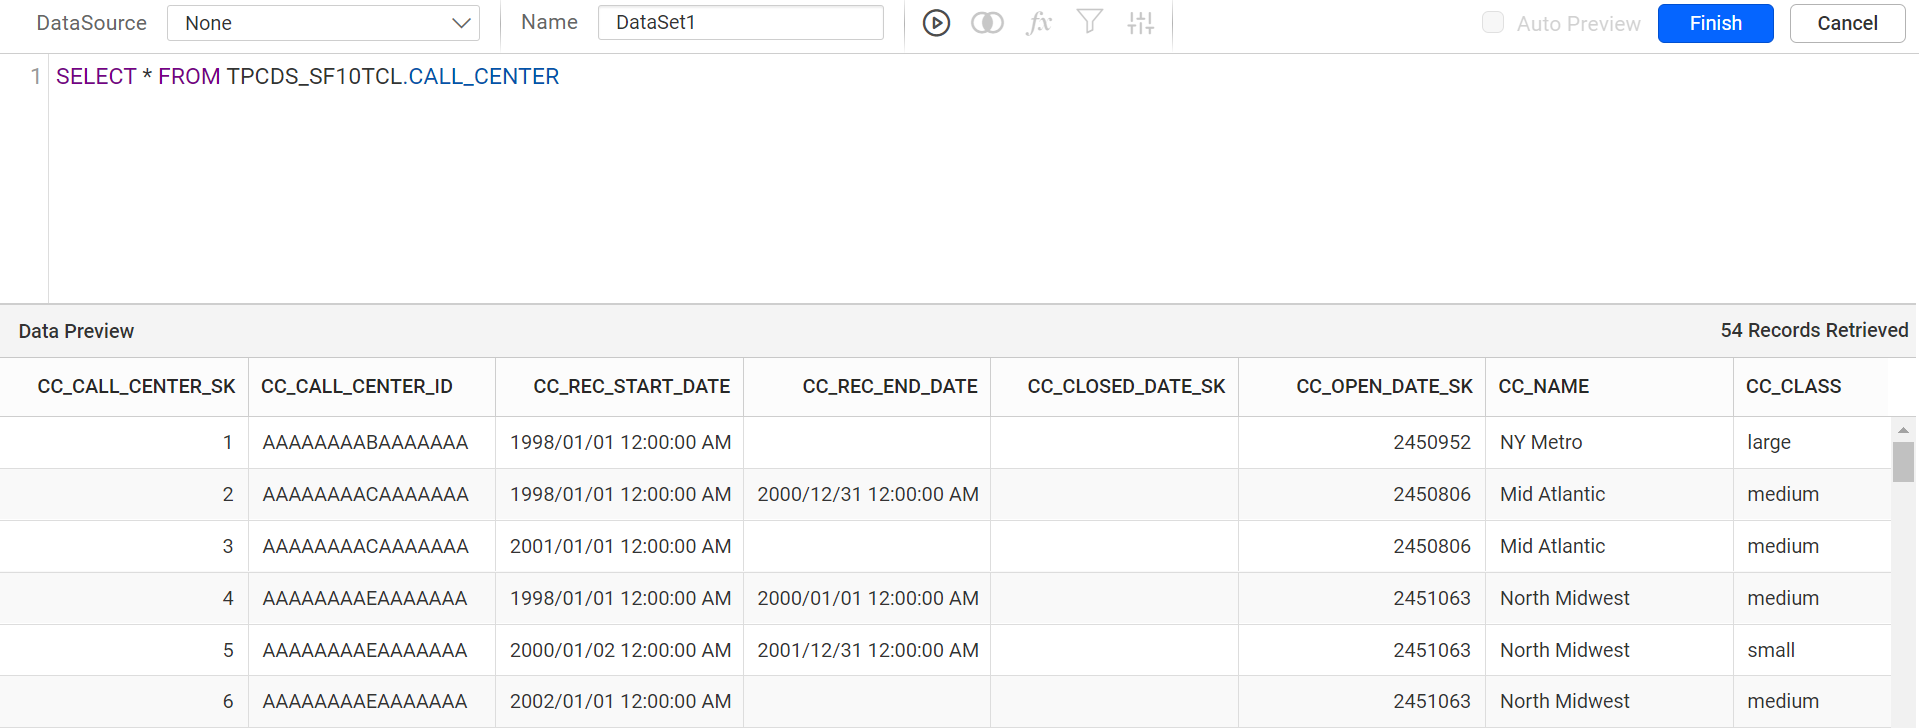 DataSource None Name DataSet1 fx Auto Preview Finish Cancel
1 SELECT * FROM TPCDS_SF10TCL.CALL_CENTER
Data Preview 54 Records Retrieved
CC_CALL_CENTER_SK CC_CALL_CENTER_ID CC_REC_START_DATE CC_REC_END_DATE CC_CLOSED_DATE_SK CC_OPEN_DATE_SK CC_NAME CC_CLASS
1 AAAAAAAABAAAAAAA 1998/01/01 12:00:00 AM 2450952 NY Metro large
2 AAAAAAAACAAAAAAA 1998/01/01 12:00:00 AM 2000/12/31 12:00:00 AM 2450806 Mid Atlantic medium
3 AAAAAAAACAAAAAAA 2001/01/01 12:00:00 AM 2450806 Mid Atlantic medium
4 AAAAAAAAEAAAAAAA 1998/01/01 12:00:00 AM 2000/01/01 12:00:00 AM 2451063 North Midwest medium
5 AAAAAAAAEAAAAAAA 2000/01/02 12:00:00 AM 2001/12/31 12:00:00 AM 2451063 North Midwest small
6 AAAAAAAAEAAAAAAA 2002/01/01 12:00:00 AM 2451063 North Midwest medium